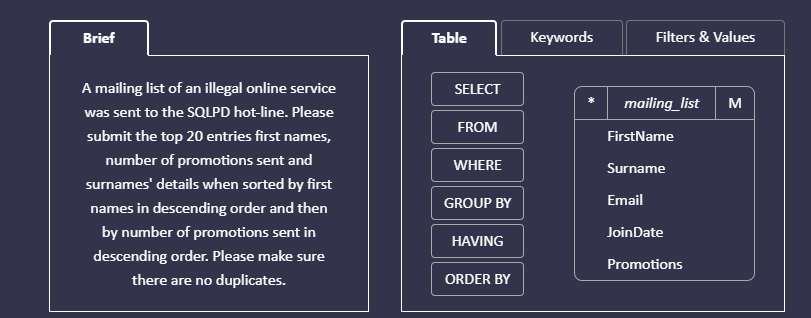 Brief
A mailing list of an illegal online service
was sent to the SQLPD hot-line. Please
submit the top 20 entries first names,
number of promotions sent and
surnames' details when sorted by first
names in descending order and then
by number of promotions sent in
descending order. Please make sure
there are no duplicates.
Table
Keywords
Filters & Values
SELECT
FROM
WHERE
GROUP BY
HAVING
ORDER BY
* mailing_list M
FirstName
Surname
Email
JoinDate
Promotions